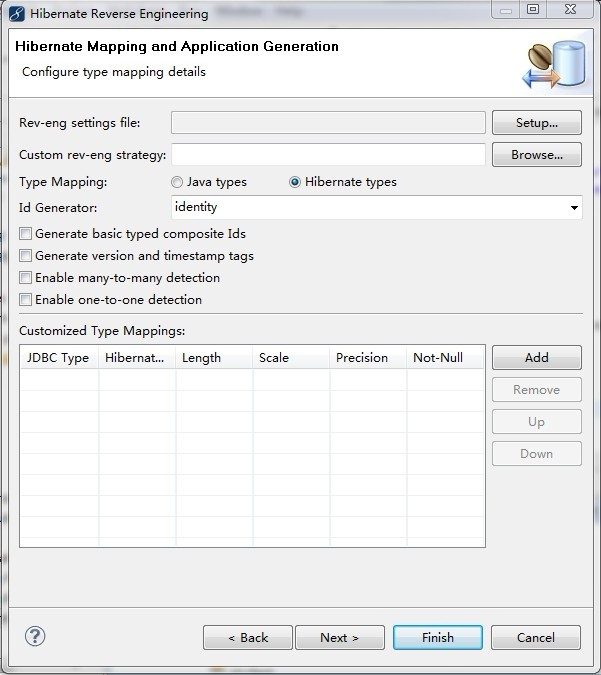 Hibernate Reverse Engineering
Hibernate Mapping and Application Generation
Configure type mapping details
Rev-eng settings file:
Setup...
Custom rev-eng strategy:
Browse...
Type Mapping:
Java types
Hibernate types
Id Generator:
identity
Generate basic typed composite Ids
Generate version and timestamp tags
Enable many-to-many detection
Enable one-to-one detection
Customized Type Mappings:
JDBC Type Hibernat... Length Scale Precision Not-Null
Add
Remove
Up
Down
< Back
Next >
Finish
Cancel